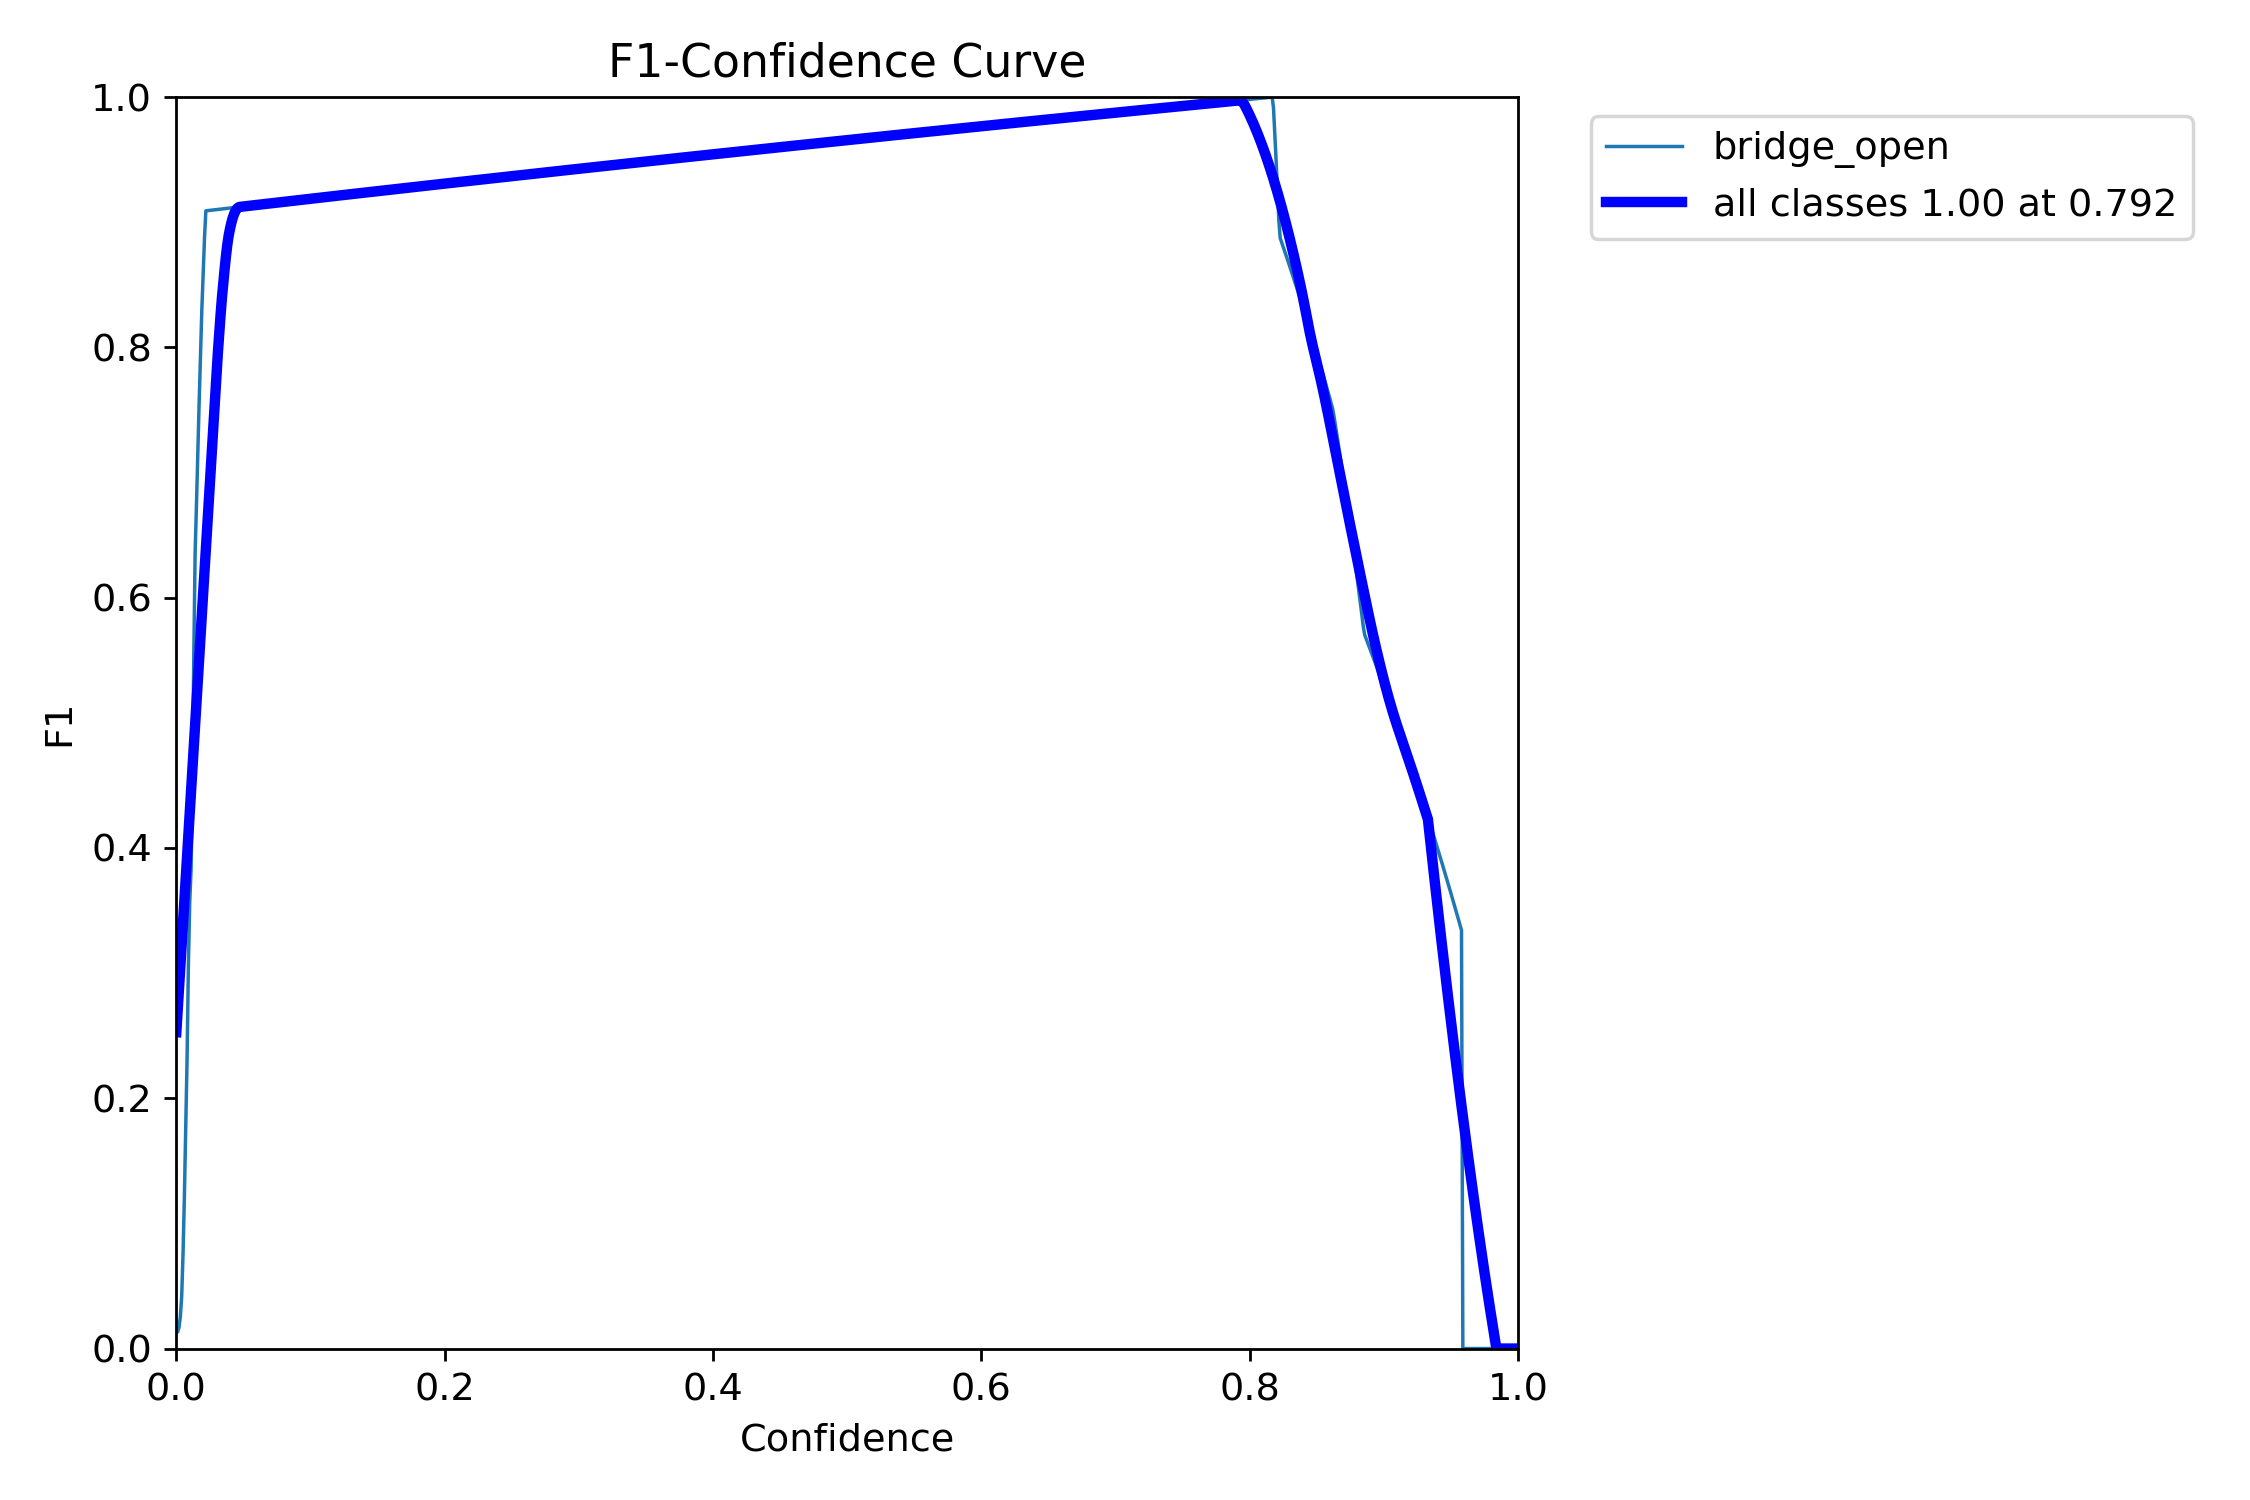 F1-Confidence Curve
bridge_open
all classes 1.00 at 0.792
1.0
0.8
0.6
0.4
0.2
0.0
F1
0.0 0.2 0.4 0.6 0.8 1.0
Confidence